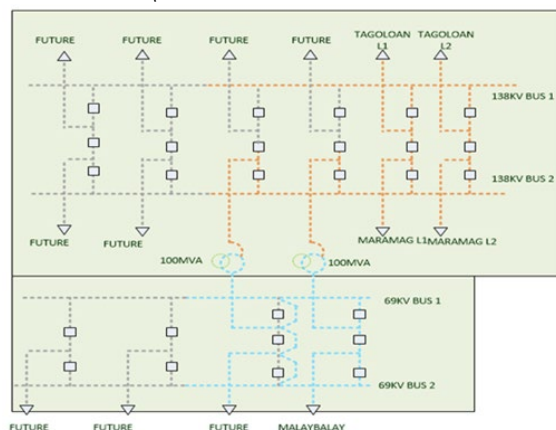 FUTURE
FUTURE
FUTURE
FUTURE
TAGOLOAN
L1
TAGOLOAN
L2
138KV BUS 1
138KV BUS 2
FUTURE
FUTURE
MARAMAG L1
MARAMAG L2
100MVA
100MVA
69KV BUS 1
69KV BUS 2
FUTURE
FUTURE
FUTURE
MALAYBALAY